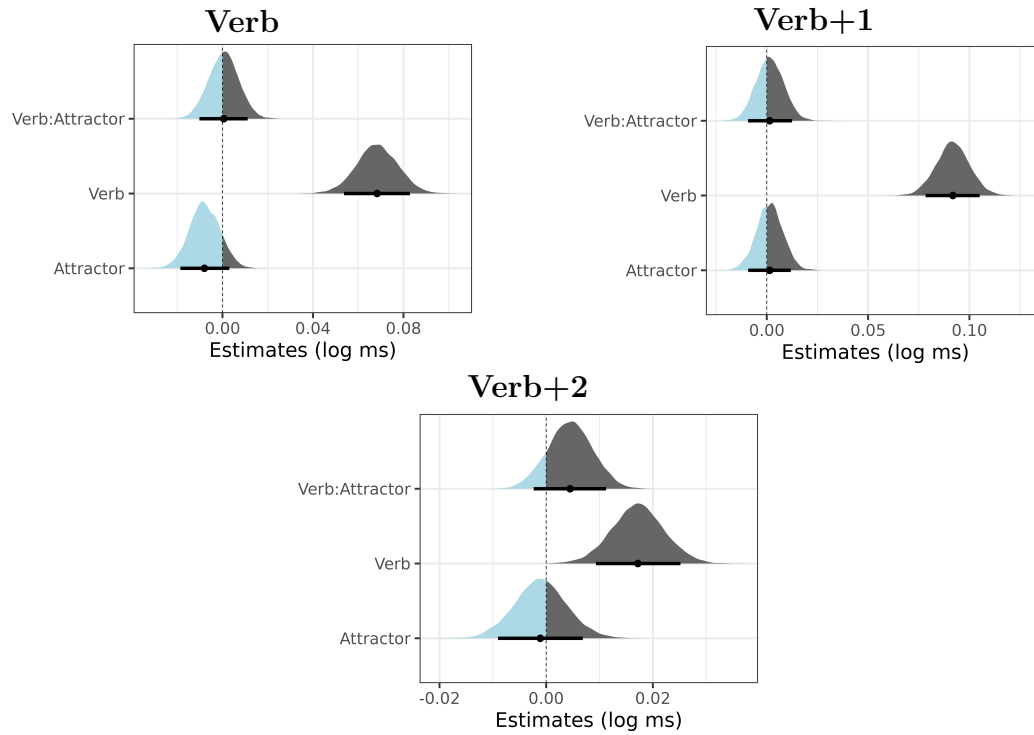 Verb
Verb:Attractor
Verb
Attractor
0.00 0.04 0.08
Estimates (log ms)
Verb+1
Verb:Attractor
Verb
Attractor
0.00 0.05 0.10
Estimates (log ms)
Verb+2
Verb:Attractor
Verb
Attractor
-0.02 0.00 0.02
Estimates (log ms)